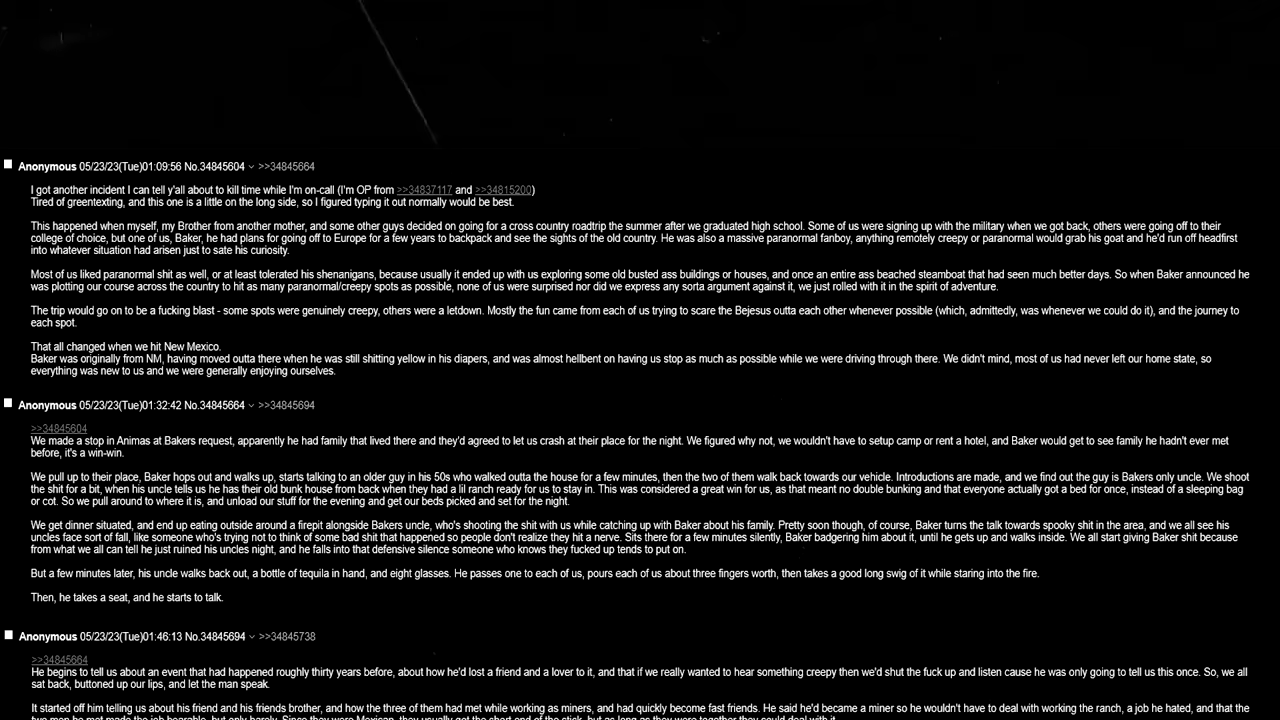 Anonymous 05/23/23(Tue)01:09:56 No.34845604 >>34845664
I got another incident I can tell y'all about to kill time while I'm on-call (I'm OP from >>34837117 and >>34815200)
Tired of greentexting, and this one is a little on the long side, so I figured typing it out normally would be best.
This happened when myself, my Brother from another mother, and some other guys decided on going for a cross country roadtrip the summer after we graduated high school. Some of us were signing up with the military when we got back, others were going off to their
college of choice, but one of us, Baker, he had plans for going off to Europe for a few years to backpack and see the sights of the old country. He was also a massive paranormal fanboy, anything remotely creepy or paranormal would grab his goat and he'd run off headfirst
into whatever situation had arisen just to sate his curiosity.
Most of us liked paranormal shit as well, or at least tolerated his shenanigans, because usually it ended up with us exploring some old busted ass buildings or houses, and once an entire ass beached steamboat that had seen much better days. So when Baker announced he
was plotting our course across the country to hit as many paranormal/creepy spots as possible, none of us were surprised nor did we express any sorta argument against it, we just rolled with it in the spirit of adventure.
The trip would go on to be a fucking blast - some spots were genuinely creepy, others were a letdown. Mostly the fun came from each of us trying to scare the Bejesus outta each other whenever possible (which, admittedly, was whenever we could do it), and the journey to
each spot.
That all changed when we hit New Mexico.
Baker was originally from NM, having moved outta there when he was still shitting yellow in his diapers, and was almost hellbent on having us stop as much as possible while we were driving through there. We didn't mind, most of us had never left our home state, so
everything was new to us and we were generally enjoying ourselves.
Anonymous 05/23/23(Tue)01:32:42 No.34845664 >>34845694
>>34845604
We made a stop in Animas at Bakers request, apparently he had family that lived there and they'd agreed to let us crash at their place for the night. We figured why not, we wouldn't have to setup camp or rent a hotel, and Baker would get to see family he hadn't ever met
before, it's a win-win.
We pull up to their place, Baker hops out and walks up, starts talking to an older guy in his 50s who walked outta the house for a few minutes, then the two of them walk back towards our vehicle. Introductions are made, and we find out the guy is Bakers only uncle. We shoot
the shit for a bit, when his uncle tells us he has their old bunk house from back when they had a lil ranch ready for us to stay in. This was considered a great win for us, as that meant no double bunking and that everyone actually got a bed for once, instead of a sleeping bag
or cot. So we pull around to where it is, and unload our stuff for the evening and get our beds picked and set for the night.
We get dinner situated, and end up eating outside around a firepit alongside Bakers uncle, who's shooting the shit with us while catching up with Baker about his family. Pretty soon though, of course, Baker turns the talk towards spooky shit in the area, and we all see his
uncles face sort of fall, like someone who's trying not to think of some bad shit that happened so people don't realize they hit a nerve. Sits there for a few minutes silently, Baker badgering him about it, until he gets up and walks inside. We all start giving Baker shit because
from what we all can tell he just ruined his uncles night, and he falls into that defensive silence someone who knows they fucked up tends to put on.
But a few minutes later, his uncle walks back out, a bottle of tequila in hand, and eight glasses. He passes one to each of us, pours each of us about three fingers worth, then takes a good long swig of it while staring into the fire.
Then, he takes a seat, and he starts to talk.
Anonymous 05/23/23(Tue)01:46:13 No.34845694 >>34845738
>>34845664
He begins to tell us about an event that had happened roughly thirty years before, about how he'd lost a friend and a lover to it, and that if we really wanted to hear something creepy then we'd shut the fuck up and listen cause he was only going to tell us this once. So, we all
sat back, buttoned up our lips, and let the man speak.
It started off him telling us about his friend and his friends brother, and how the three of them had met while working as miners, and had quickly become fast friends. He said he'd become a miner so he wouldn't have to deal with working the ranch, a job he hated, and that the
two men he met made the job bearable, but only barely. Since they were Mexican, they usually got the short end of the stick, but as long as they were together they could deal with it.